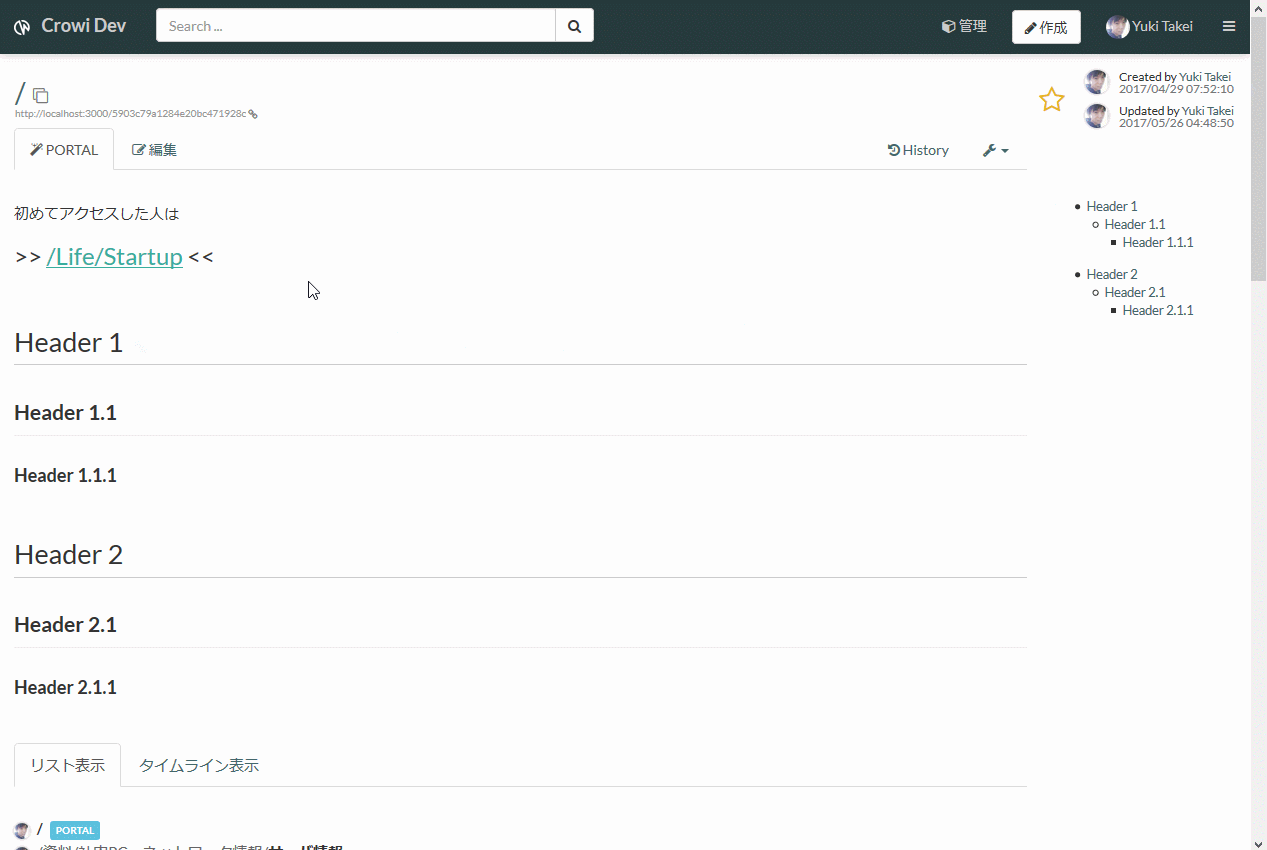 Crowi Dev
Search ...
管理
作成
Yuki Takei
/
http://localhost:3000/5903c79a1284e20bc471928c
Created by Yuki Takei
2017/04/29 07:52:10
Updated by Yuki Takei
2017/05/26 04:48:50
PORTAL
編集
History
初めてアクセスした人は
>> /Life/Startup <<
Header 1
Header 1.1
Header 1.1.1
Header 2
Header 2.1
Header 2.1.1
Header 1
Header 1.1
Header 1.1.1
Header 2
Header 2.1
Header 2.1.1
リスト表示
タイムライン表示
/ PORTAL